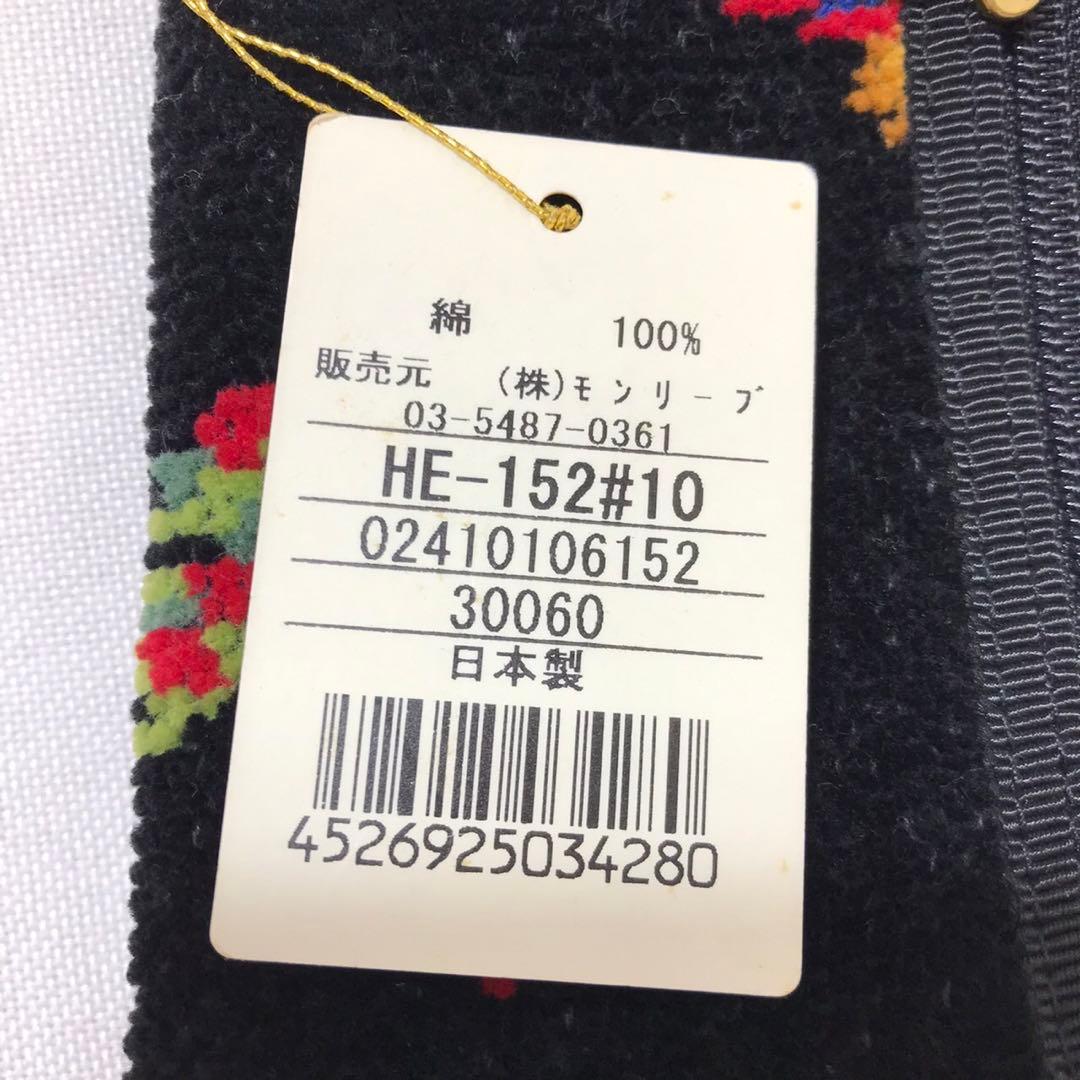 綿 100%
販売元 (株)モンリーブ
03-5487-0361
HE-152#10
02410106152
30060
日本製
4526925034280